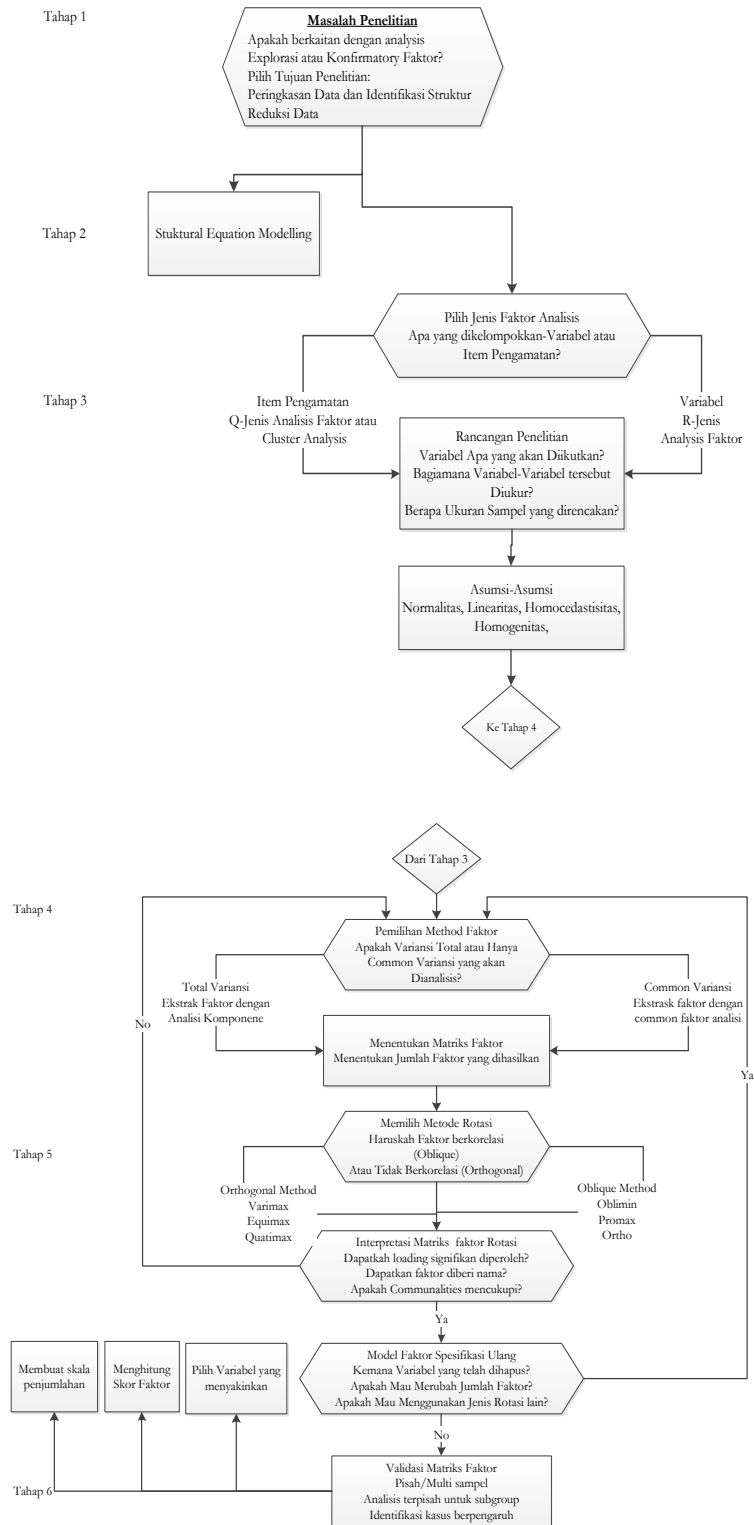 Tahap 1
Masalah Penelitian
Apakah berkaitan dengan analysis
Explorasi atau Konfirmatory Faktor?
Pilih Tujuan Penelitian:
Peringkasan Data dan Identifikasi Struktur
Reduksi Data
Tahap 2
Stuktural Equation Modelling
Pilih Jenis Faktor Analisis
Apa yang dikelompokkan-Variabel atau
Item Pengamatan?
Tahap 3
Item Pengamatan
Q-Jenis Analisis Faktor atau
Cluster Analysis
Variabel
R-Jenis
Analysis Faktor
Rancangan Penelitian
Variabel Apa yang akan Diikutkan?
Bagiamana Variabel-Variabel tersebut
Diukur?
Berapa Ukuran Sampel yang direncakan?
Asumsi-Asumsi
Normalitas, Linearitas, Homocedastisitas,
Homogenitas,
Ke Tahap 4
Dari Tahap 3
Tahap 4
Pemilihan Method Faktor
Apakah Variansi Total atau Hanya
Common Variansi yang akan
Dianalisis?
Total Variansi
Ekstrak Faktor dengan
Analisi Komponene
Common Variansi
Ekstrask faktor dengan
common faktor analisi
No
Ya
Menentukan Matriks Faktor
Menentukan Jumlah Faktor yang dihasilkan
Tahap 5
Memilih Metode Rotasi
Haruskah Faktor berkorelasi
(Oblique)
Atau Tidak Berkorelasi (Orthogonal)
Orthogonal Method
Varimax
Equimax
Quatimax
Oblique Method
Oblimin
Promax
Ortho
Interpretasi Matriks faktor Rotasi
Dapatkah loading signifikan diperoleh?
Dapatkan faktor diberi nama?
Apakah Communalities mencukupi?
Ya
Membuat skala
penjumlahan
Menghitung
Skor Faktor
Pilih Variabel yang
menyakinkan
Model Faktor Spesifikasi Ulang
Kemana Variabel yang telah dihapus?
Apakah Mau Merubah Jumlah Faktor?
Apakah Mau Menggunakan Jenis Rotasi lain?
No
Tahap 6
Validasi Matriks Faktor
Pisah/Multi sampel
Analisis terpisah untuk subgroup
Identifikasi kasus berpengaruh